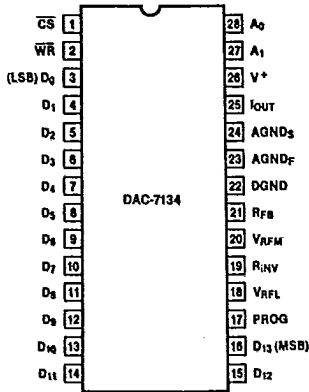 C̅S̅ 1 28 A₀
W̅R̅ 2 27 A₁
(LSB) D₀ 3 26 V⁺
D₁ 4 25 IOUT
D₂ 5 24 AGNDS
D₃ 6 23 AGNDF
D₄ 7 22 DGND
DAC-7134
D₅ 8 21 RFB
D₆ 9 20 VRFM
D₇ 10 19 RINV
D₈ 11 18 VRFL
D₉ 12 17 PROG
D₁₀ 13 16 D₁₃ (MSB)
D₁₁ 14 15 D₁₂